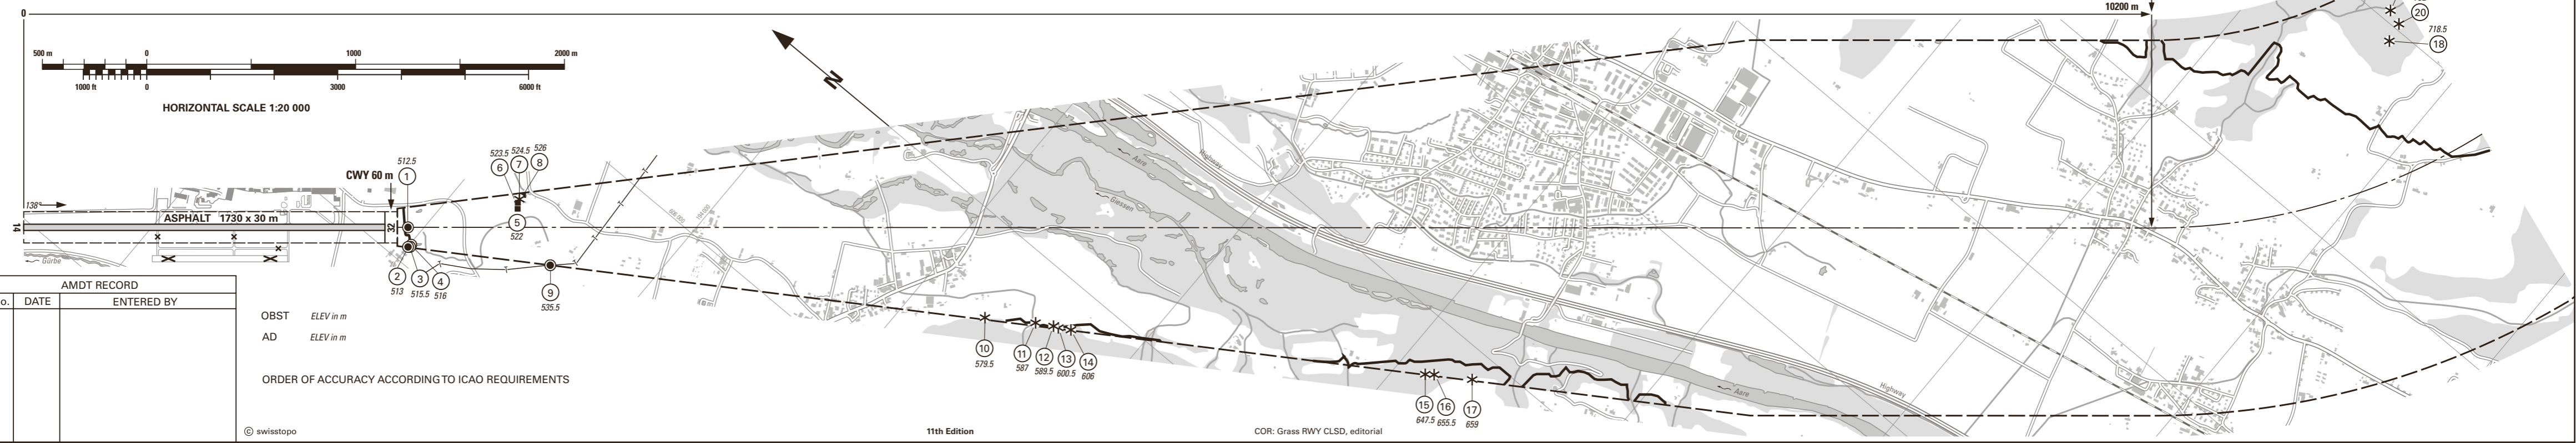 0
10200 m
20
718.5
18
500 m 0 1000 2000 m
1000 ft 0 3000 6000 ft
HORIZONTAL SCALE 1:20 000
N
512.5
CWY 60 m
1
523.5 524.5 526
6 7 8
5
522
138°
ASPHALT 1730 x 30 m
14
32
Gürbe
2 3 4
513 515.5 516
9
535.5
Aare
Highway
Giessen
10
579.5
11 12 13 14
587 589.5 600.5 606
15 16 17
647.5 655.5 659
Aare
Highway
AMDT RECORD
o. DATE ENTERED BY
OBST ELEV in m
AD ELEV in m
ORDER OF ACCURACY ACCORDING TO ICAO REQUIREMENTS
© swisstopo
11th Edition
COR: Grass RWY CLSD, editorial